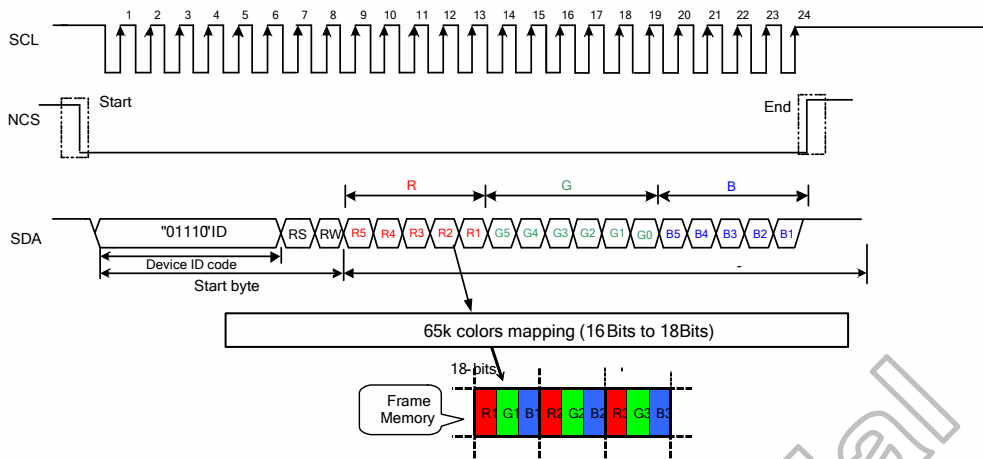 1 2 3 4 5 6 7 8 9 10 11 12 13 14 15 16 17 18 19 20 21 22 23 24
SCL
Start
End
NCS
R G B
SDA
"01110"ID RS RW R5 R4 R3 R2 R1 G5 G4 G3 G2 G1 G0 B5 B4 B3 B2 B1
Device ID code
-
Start byte
65k colors mapping (16Bits to 18Bits)
18-bits
Frame
Memory
R1 G1 B1 R2 G2 B2 R3 G3 B3